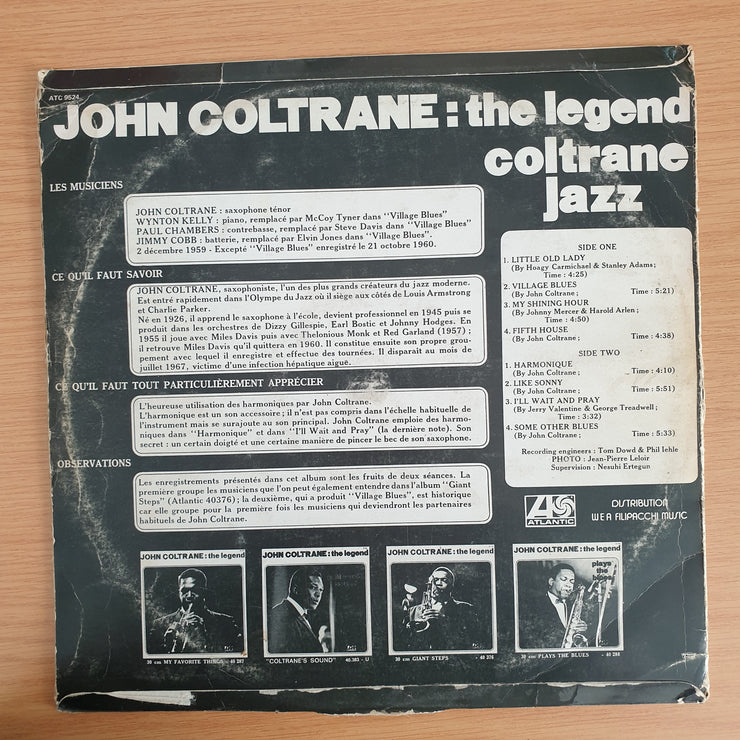 ATC 9524
JOHN COLTRANE : the legend
coltrane
jazz
LES MUSICIENS
JOHN COLTRANE : saxophone ténor
WYNTON KELLY : piano, remplacé par McCoy Tyner dans ''Village Blues''
PAUL CHAMBERS : contrebasse, remplacé par Steve Davis dans ''Village Blues''
JIMMY COBB : batterie, remplacé par Elvin Jones dans ''Village Blues''.
2 décembre 1959 - Excepté ''Village Blues'' enregistré le 21 octobre 1960.
CE QU'IL FAUT SAVOIR
JOHN COLTRANE, saxophoniste, l'un des plus grands créateurs du jazz moderne.
Est entré rapidement dans l'Olympe du Jazz où il siège aux côtés de Louis Armstrong
et Charlie Parker.
Né en 1926, il apprend le saxophone à l'école, devient professionnel en 1945 puis se
produit dans les orchestres de Dizzy Gillespie, Earl Bostic et Johnny Hodges. En
1955 il joue avec Miles Davis puis avec Thelonious Monk et Red Garland (1957) ;
il retrouve Miles Davis qu'il quittera en 1960. Il constitue ensuite son propre grou-
pement avec lequel il enregistre et effectue des tournées. Il disparaît au mois de
juillet 1967, victime d'une infection hépatique aiguë.
CE QU'IL FAUT TOUT PARTICULIÈREMENT APPRÉCIER
L'heureuse utilisation des harmoniques par John Coltrane.
L'harmonique est un son accessoire ; il n'est pas compris dans l'échelle habituelle de
l'instrument mais se surajoute au son principal. John Coltrane emploie des harmo-
niques dans ''Harmonique'' et dans ''I'll Wait and Pray'' (la dernière note). Son
secret : un certain doigté et une certaine manière de pincer le bec de son saxophone.
OBSERVATIONS
Les enregistrements présentés dans cet album sont les fruits de deux séances. La
première groupe les musiciens que l'on peut également entendre dans l'album ''Giant
Steps'' (Atlantic 40376) ; la deuxième, qui a produit ''Village Blues'', est historique
car elle groupe pour la première fois les musiciens qui deviendront les partenaires
habituels de John Coltrane.
SIDE ONE
1. LITTLE OLD LADY
(By Hoagy Carmichael & Stanley Adams ;
Time : 4:25)
2. VILLAGE BLUES
(By John Coltrane ; Time : 5:21)
3. MY SHINING HOUR
(By Johnny Mercer & Harold Arlen ;
Time : 4:50)
4. FIFTH HOUSE
(By John Coltrane ; Time : 4:38)
SIDE TWO
1. HARMONIQUE
(By John Coltrane ; Time : 4:10)
2. LIKE SONNY
(By John Coltrane ; Time : 5:51)
3. I'LL WAIT AND PRAY
(By Jerry Valentine & George Treadwell ;
Time : 3:32)
4. SOME OTHER BLUES
(By John Coltrane ; Time : 5:33)
Recording engineers : Tom Dowd & Phil Iehle
PHOTO : Jean-Pierre Leloir
Supervision : Nesuhi Ertegun
ATLANTIC
DISTRIBUTION
W E A FILIPACCHI MUSIC
JOHN COLTRANE : the legend
30 cm MY FAVORITE THINGS - 40 287
JOHN COLTRANE : the legend
"COLTRANE'S SOUND" 40.383 - U
JOHN COLTRANE : the legend
30 cm GIANT STEPS - 40 376
JOHN COLTRANE : the legend
plays
the
blues
30 cm PLAYS THE BLUES - 40 286